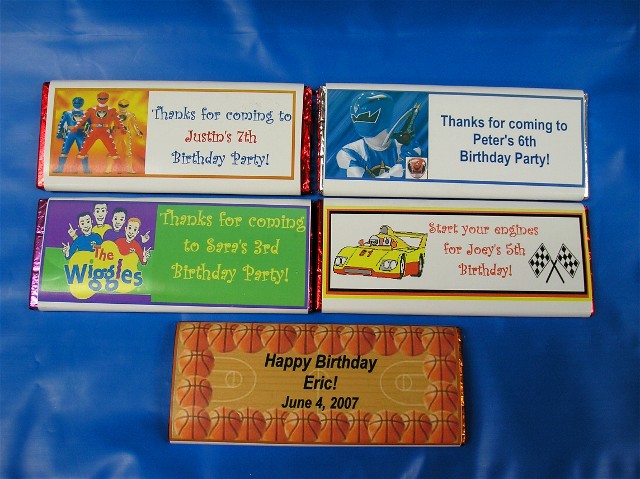 Thanks for coming to
Justin's 7th
Birthday Party!
Thanks for coming to
Peter's 6th
Birthday Party!
The
Wiggles
Thanks for coming
to Sara's 3rd
Birthday Party!
Start your engines
for Joey's 5th
Birthday!
51
Happy Birthday
Eric!
June 4, 2007